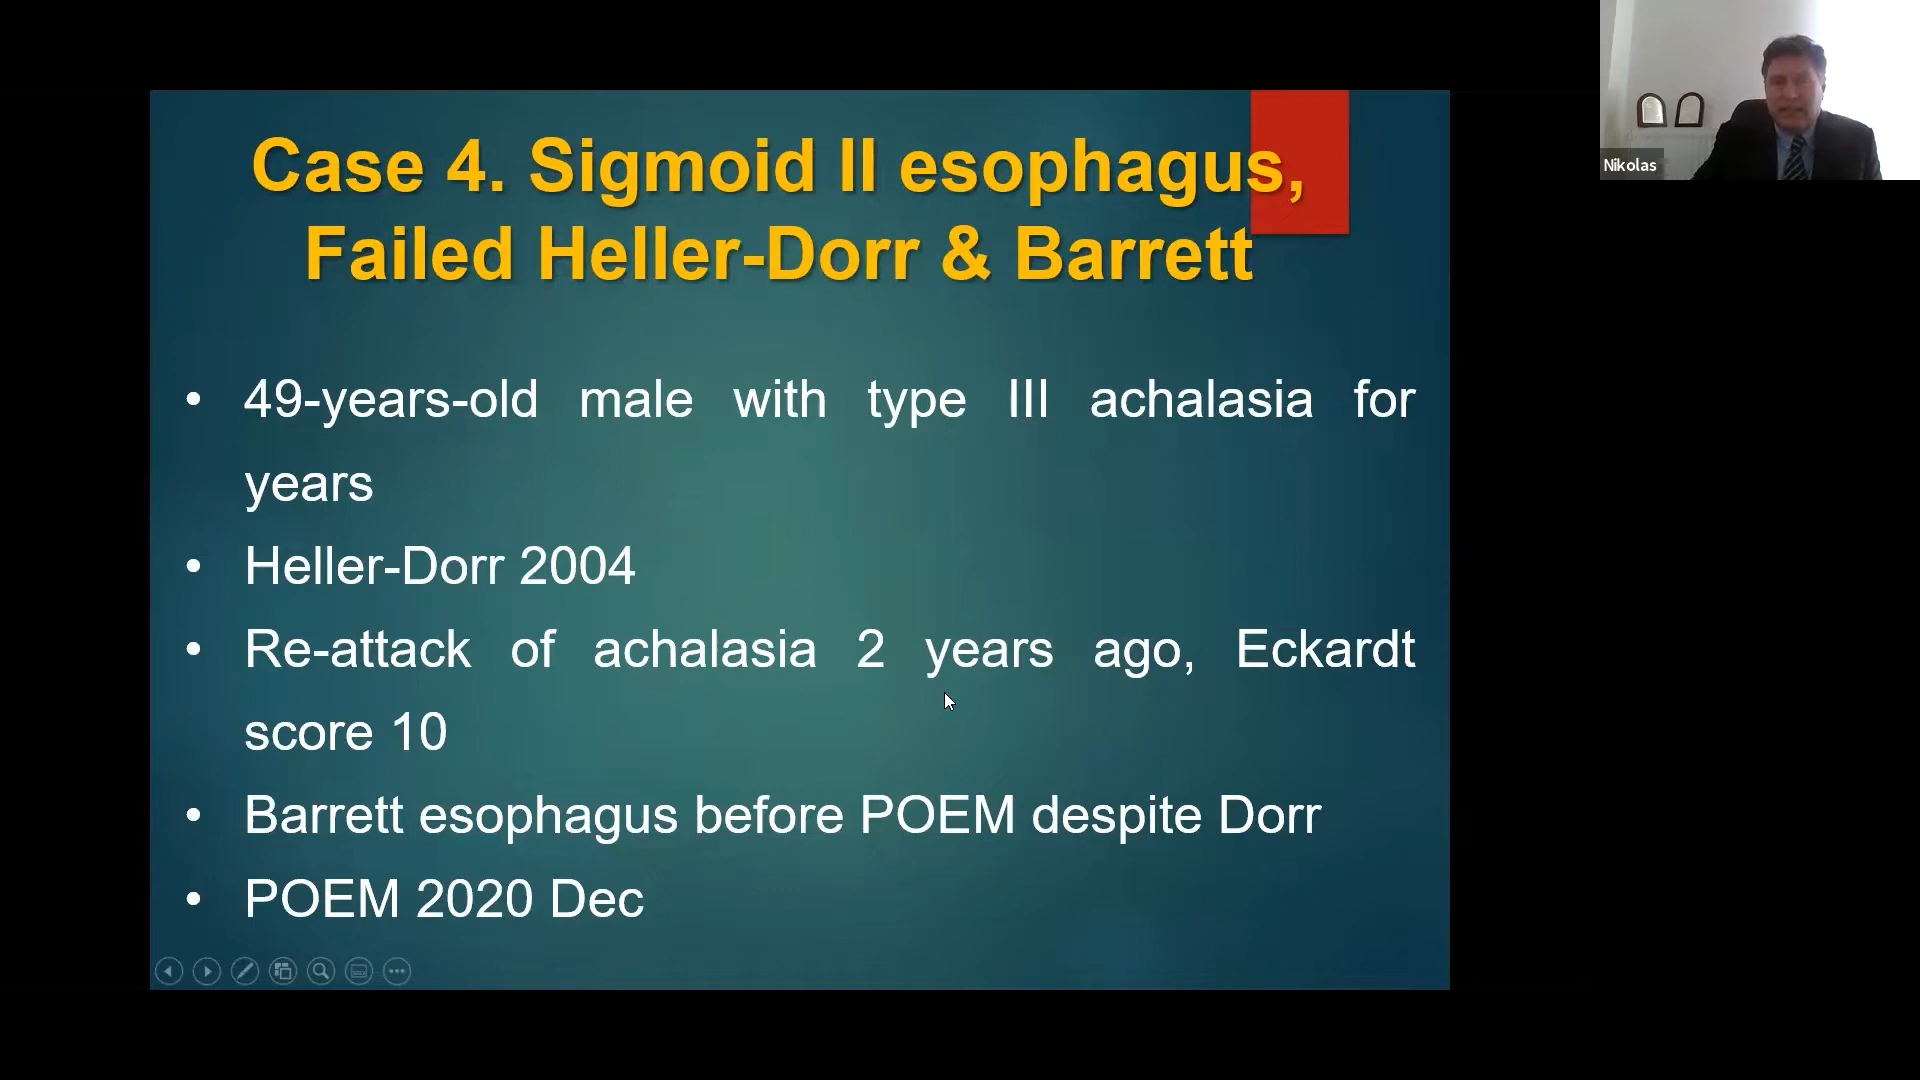 Case 4. Sigmoid II esophagus,
Failed Heller-Dorr & Barrett
• 49-years-old male with type III achalasia for
years
• Heller-Dorr 2004
• Re-attack of achalasia 2 years ago, Eckardt
score 10
• Barrett esophagus before POEM despite Dorr
• POEM 2020 Dec
Nikolas